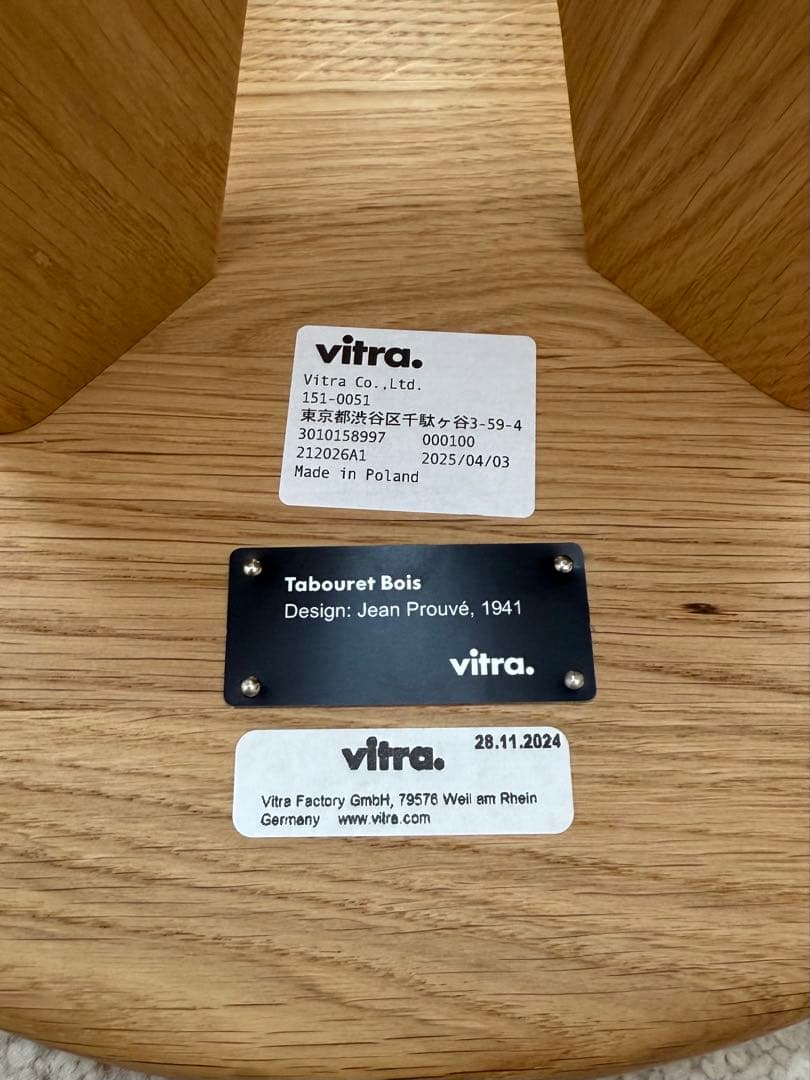 vitra.
Vitra Co.,Ltd.
151-0051
東京都渋谷区千駄ヶ谷3-59-4
3010158997 000100
212026A1 2025/04/03
Made in Poland
Tabouret Bois
Design: Jean Prouvé, 1941
vitra.
vitra. 28.11.2024
Vitra Factory GmbH, 79576 Weil am Rhein
Germany www.vitra.com